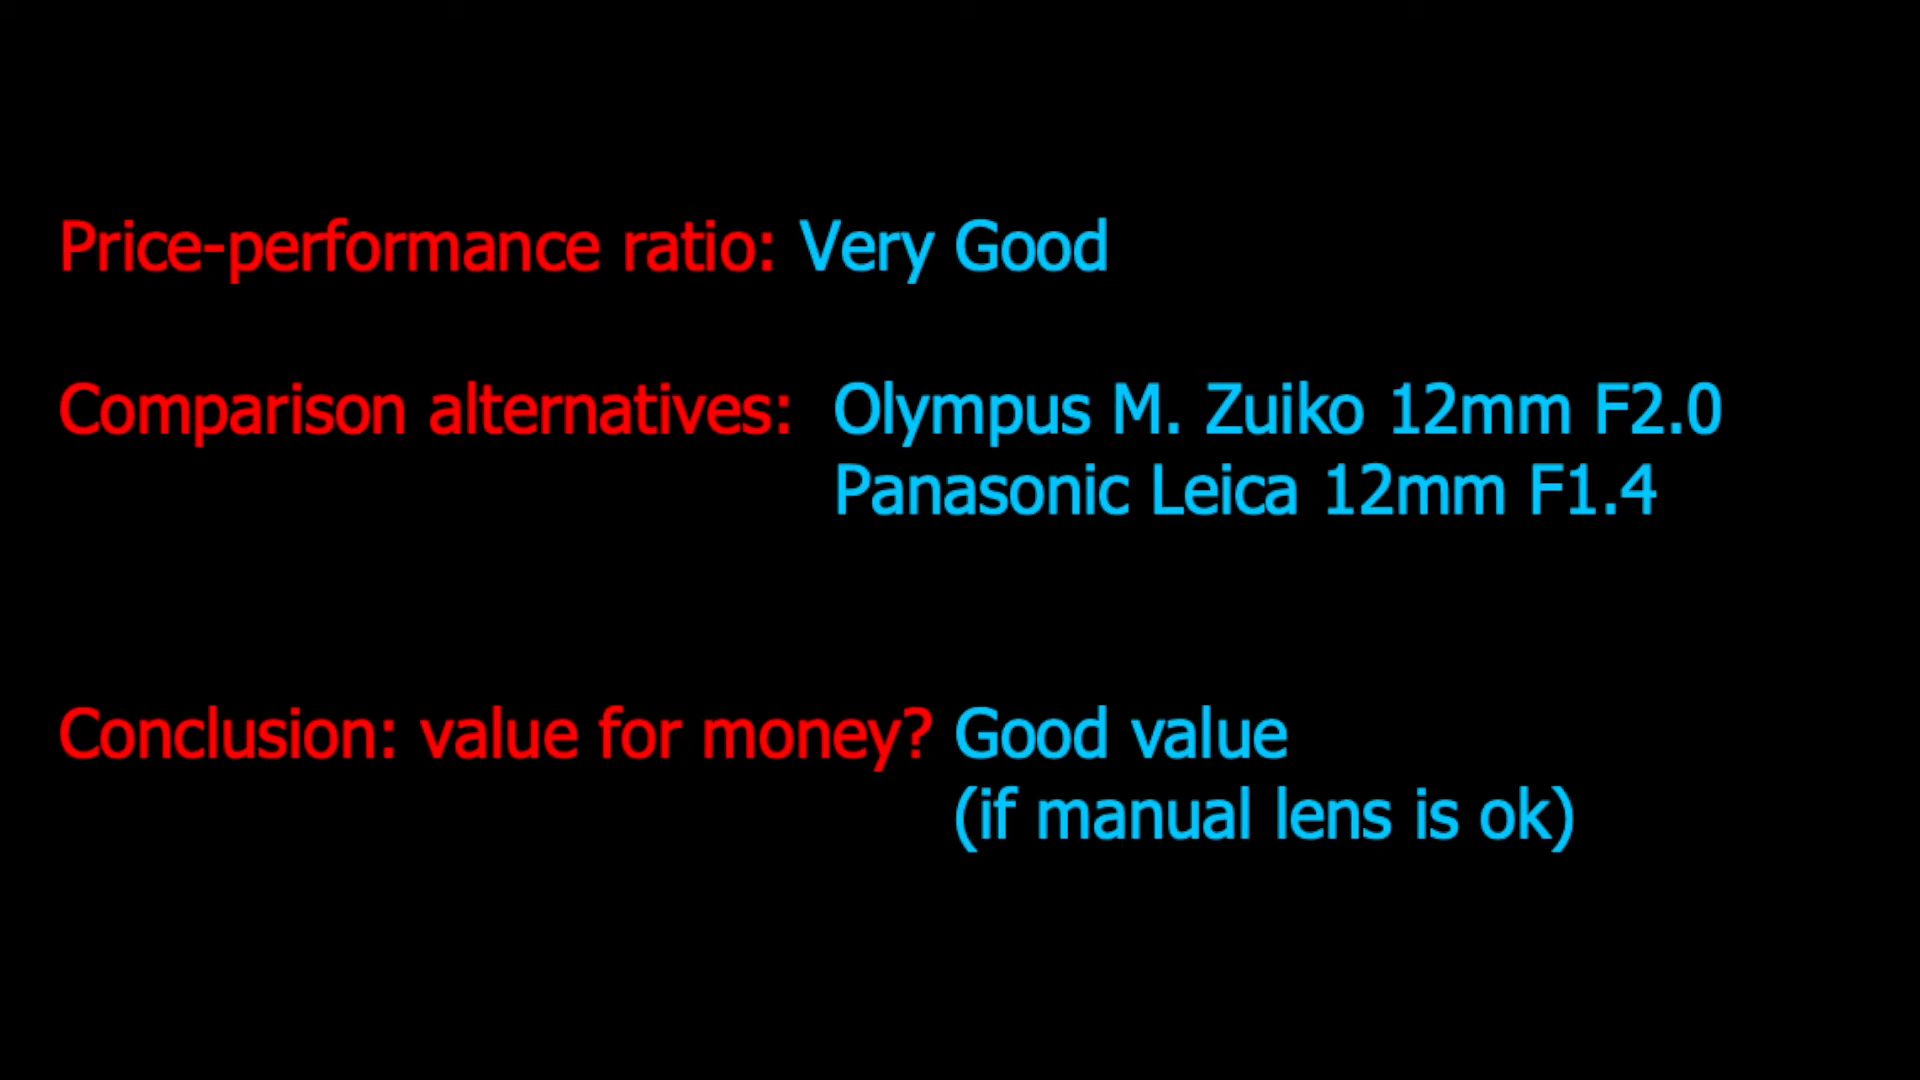 Price-performance ratio: Very Good
Comparison alternatives: Olympus M. Zuiko 12mm F2.0
Panasonic Leica 12mm F1.4
Conclusion: value for money? Good value
(if manual lens is ok)